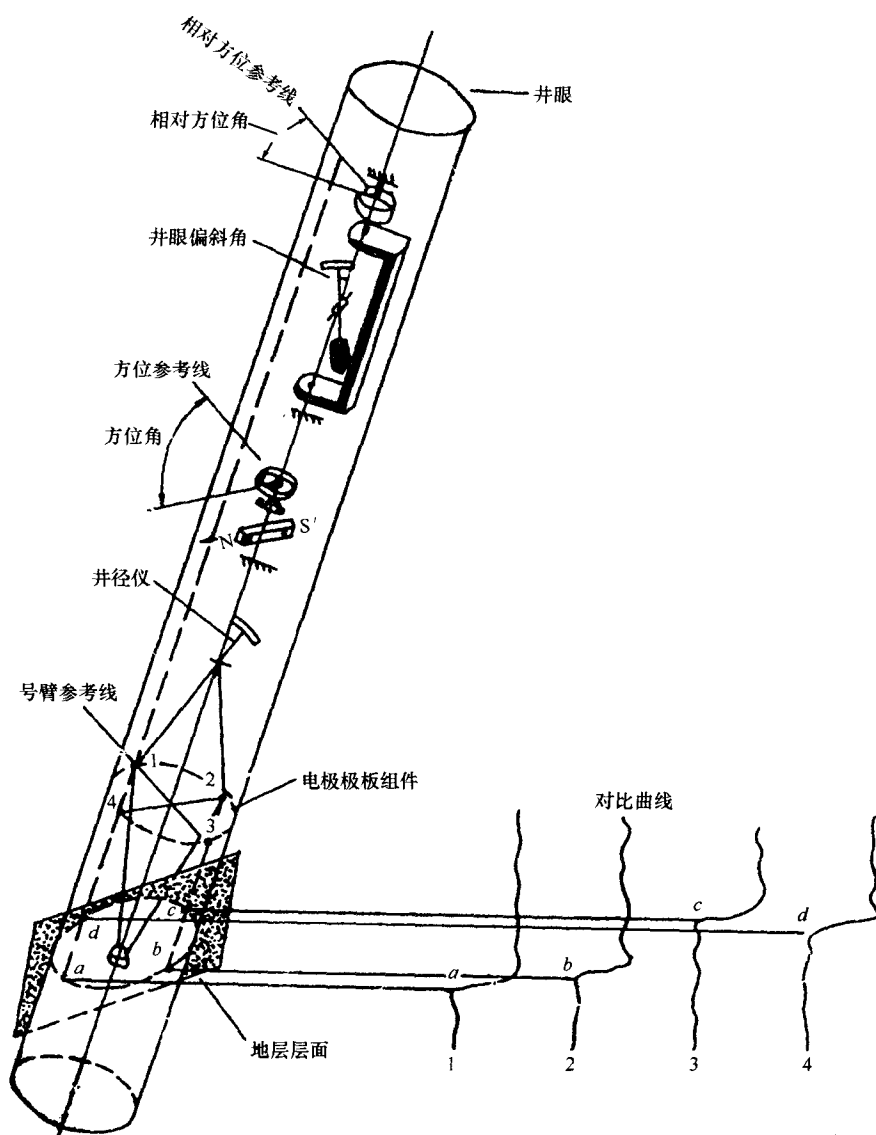 相对方位参考线
井眼
相对方位角
井眼偏斜角
方位参考线
方位角
S'
N
井径仪
号臂参考线
1
2
电极极板组件
4
对比曲线
3
c
c
d
d
b
a
a
b
地层层面
1
2
3
4